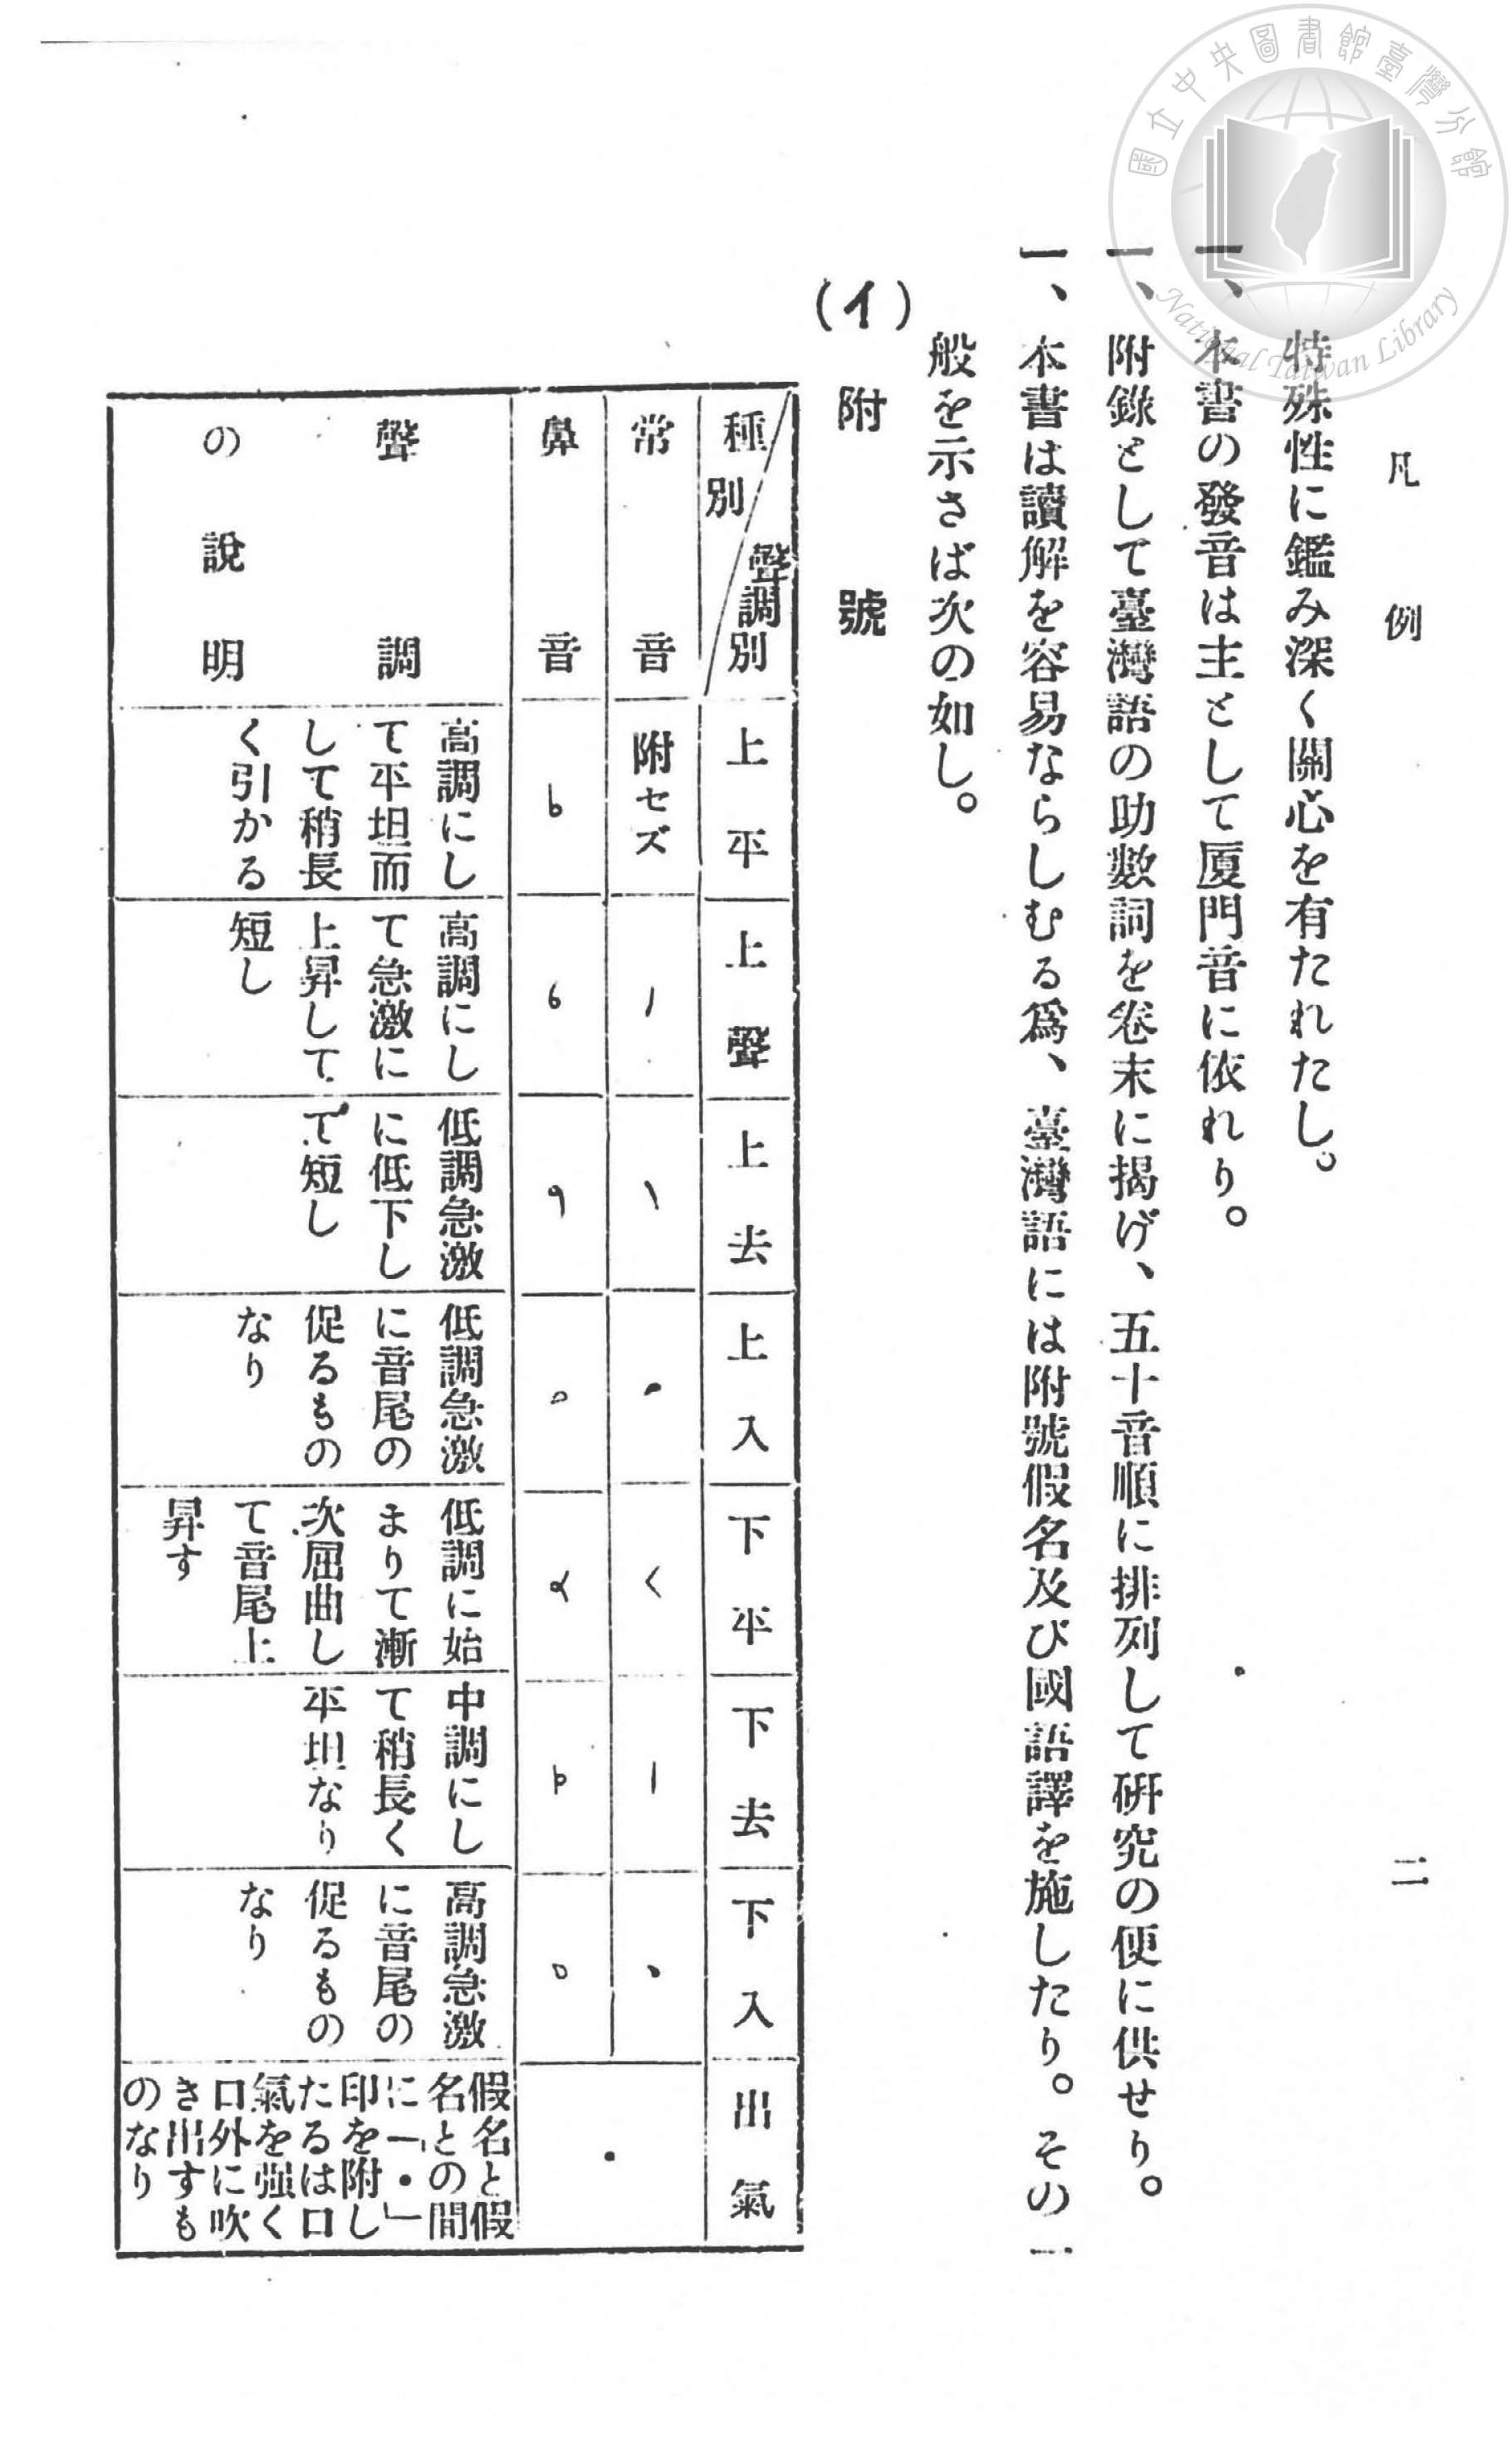 國立中央圖書館臺灣分館
National Taiwan Library
凡例
二
特殊性に鑑み深く關心を有たれたし。
一、本書の發音は主として厦門音に依れり。
一、附錄として臺灣語の助數詞を卷末に揭げ、五十音順に排列して硏究の便に供せり。
一、本書は讀解を容易ならしむる爲、臺灣語には附號假名及び國語譯を施したり。その一
般を示さば次の如し。
(イ) 附號
種別
聲調別
上平
上聲
上去
上入
下平
下去
下入
出氣
常音
附セズ
鼻音
聲調
の說明
高調にし
て平坦而
して稍長
く引かる
高調にし
て急激に
上昇して
短し
低調急激
に低下し
て短し
低調急激
に音尾の
促るもの
なり
低調に始
まりて漸
次屈曲し
て音尾上
昇す
中調にし
て稍長く
平坦なり
高調急激
に音尾の
促るもの
なり
假名と假
名との間
に「・」
印を附し
たるは口
氣を强く
口外に吹
き出すも
のなり